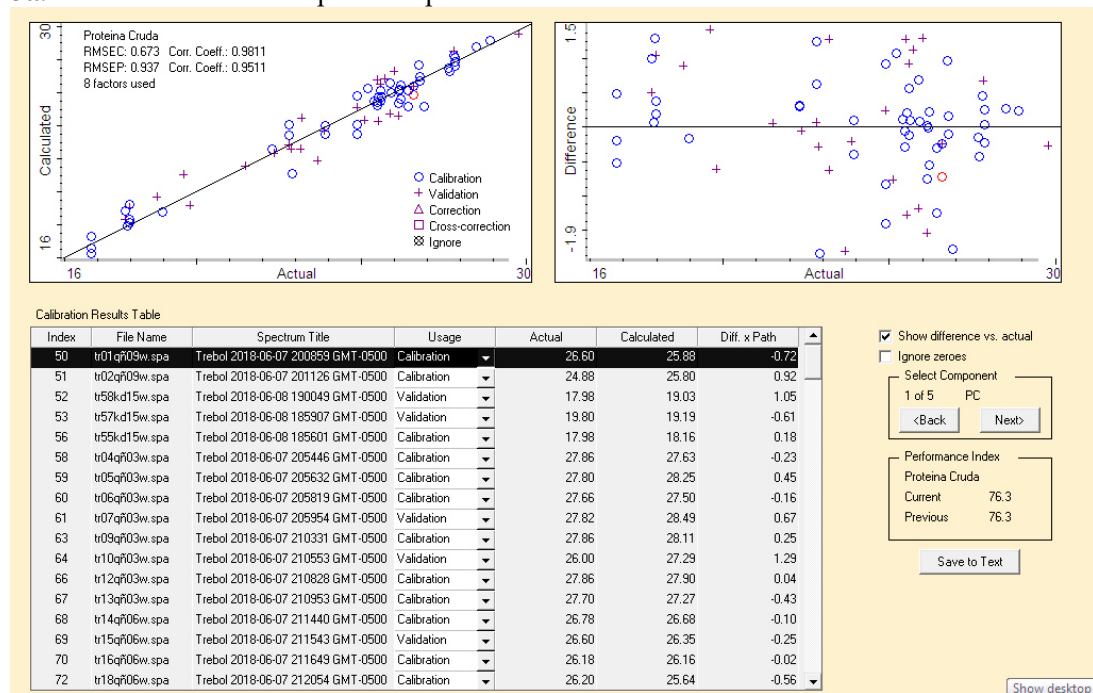 30
Proteina Cruda
RMSEC: 0.673 Corr. Coeff.: 0.9811
RMSEP: 0.937 Corr. Coeff.: 0.9511
8 factors used
Calculated
Calibration
Validation
Correction
Cross-correction
Ignore
16
16 Actual 30
1.5
Difference
-1.9
16 Actual 30
Calibration Results Table
Index File Name Spectrum Title Usage Actual Calculated Diff. x Path
50 tr01qñ09w.spa Trebol 2018-06-07 200859 GMT-0500 Calibration 26.60 25.88 -0.72
51 tr02qñ09w.spa Trebol 2018-06-07 201126 GMT-0500 Calibration 24.88 25.80 0.92
52 tr58kd15w.spa Trebol 2018-06-08 190049 GMT-0500 Validation 17.98 19.03 1.05
53 tr57kd15w.spa Trebol 2018-06-08 185907 GMT-0500 Validation 19.80 19.19 -0.61
56 tr55kd15w.spa Trebol 2018-06-08 185601 GMT-0500 Calibration 17.98 18.16 0.18
58 tr04qñ03w.spa Trebol 2018-06-07 205446 GMT-0500 Calibration 27.86 27.63 -0.23
59 tr05qñ03w.spa Trebol 2018-06-07 205632 GMT-0500 Calibration 27.80 28.25 0.45
60 tr06qñ03w.spa Trebol 2018-06-07 205819 GMT-0500 Calibration 27.66 27.50 -0.16
61 tr07qñ03w.spa Trebol 2018-06-07 205954 GMT-0500 Validation 27.82 28.49 0.67
63 tr09qñ03w.spa Trebol 2018-06-07 210331 GMT-0500 Calibration 27.86 28.11 0.25
64 tr10qñ03w.spa Trebol 2018-06-07 210553 GMT-0500 Validation 26.00 27.29 1.29
66 tr12qñ03w.spa Trebol 2018-06-07 210828 GMT-0500 Calibration 27.86 27.90 0.04
67 tr13qñ03w.spa Trebol 2018-06-07 210953 GMT-0500 Calibration 27.70 27.27 -0.43
68 tr14qñ06w.spa Trebol 2018-06-07 211440 GMT-0500 Calibration 26.78 26.68 -0.10
69 tr15qñ06w.spa Trebol 2018-06-07 211543 GMT-0500 Validation 26.60 26.35 -0.25
70 tr16qñ06w.spa Trebol 2018-06-07 211649 GMT-0500 Calibration 26.18 26.16 -0.02
72 tr18qñ06w.spa Trebol 2018-06-07 212054 GMT-0500 Calibration 26.20 25.64 -0.56
Show difference vs. actual
Ignore zeroes
Select Component
1 of 5 PC
<Back Next>
Performance Index
Proteina Cruda
Current 76.3
Previous 76.3
Save to Text
Show desktop